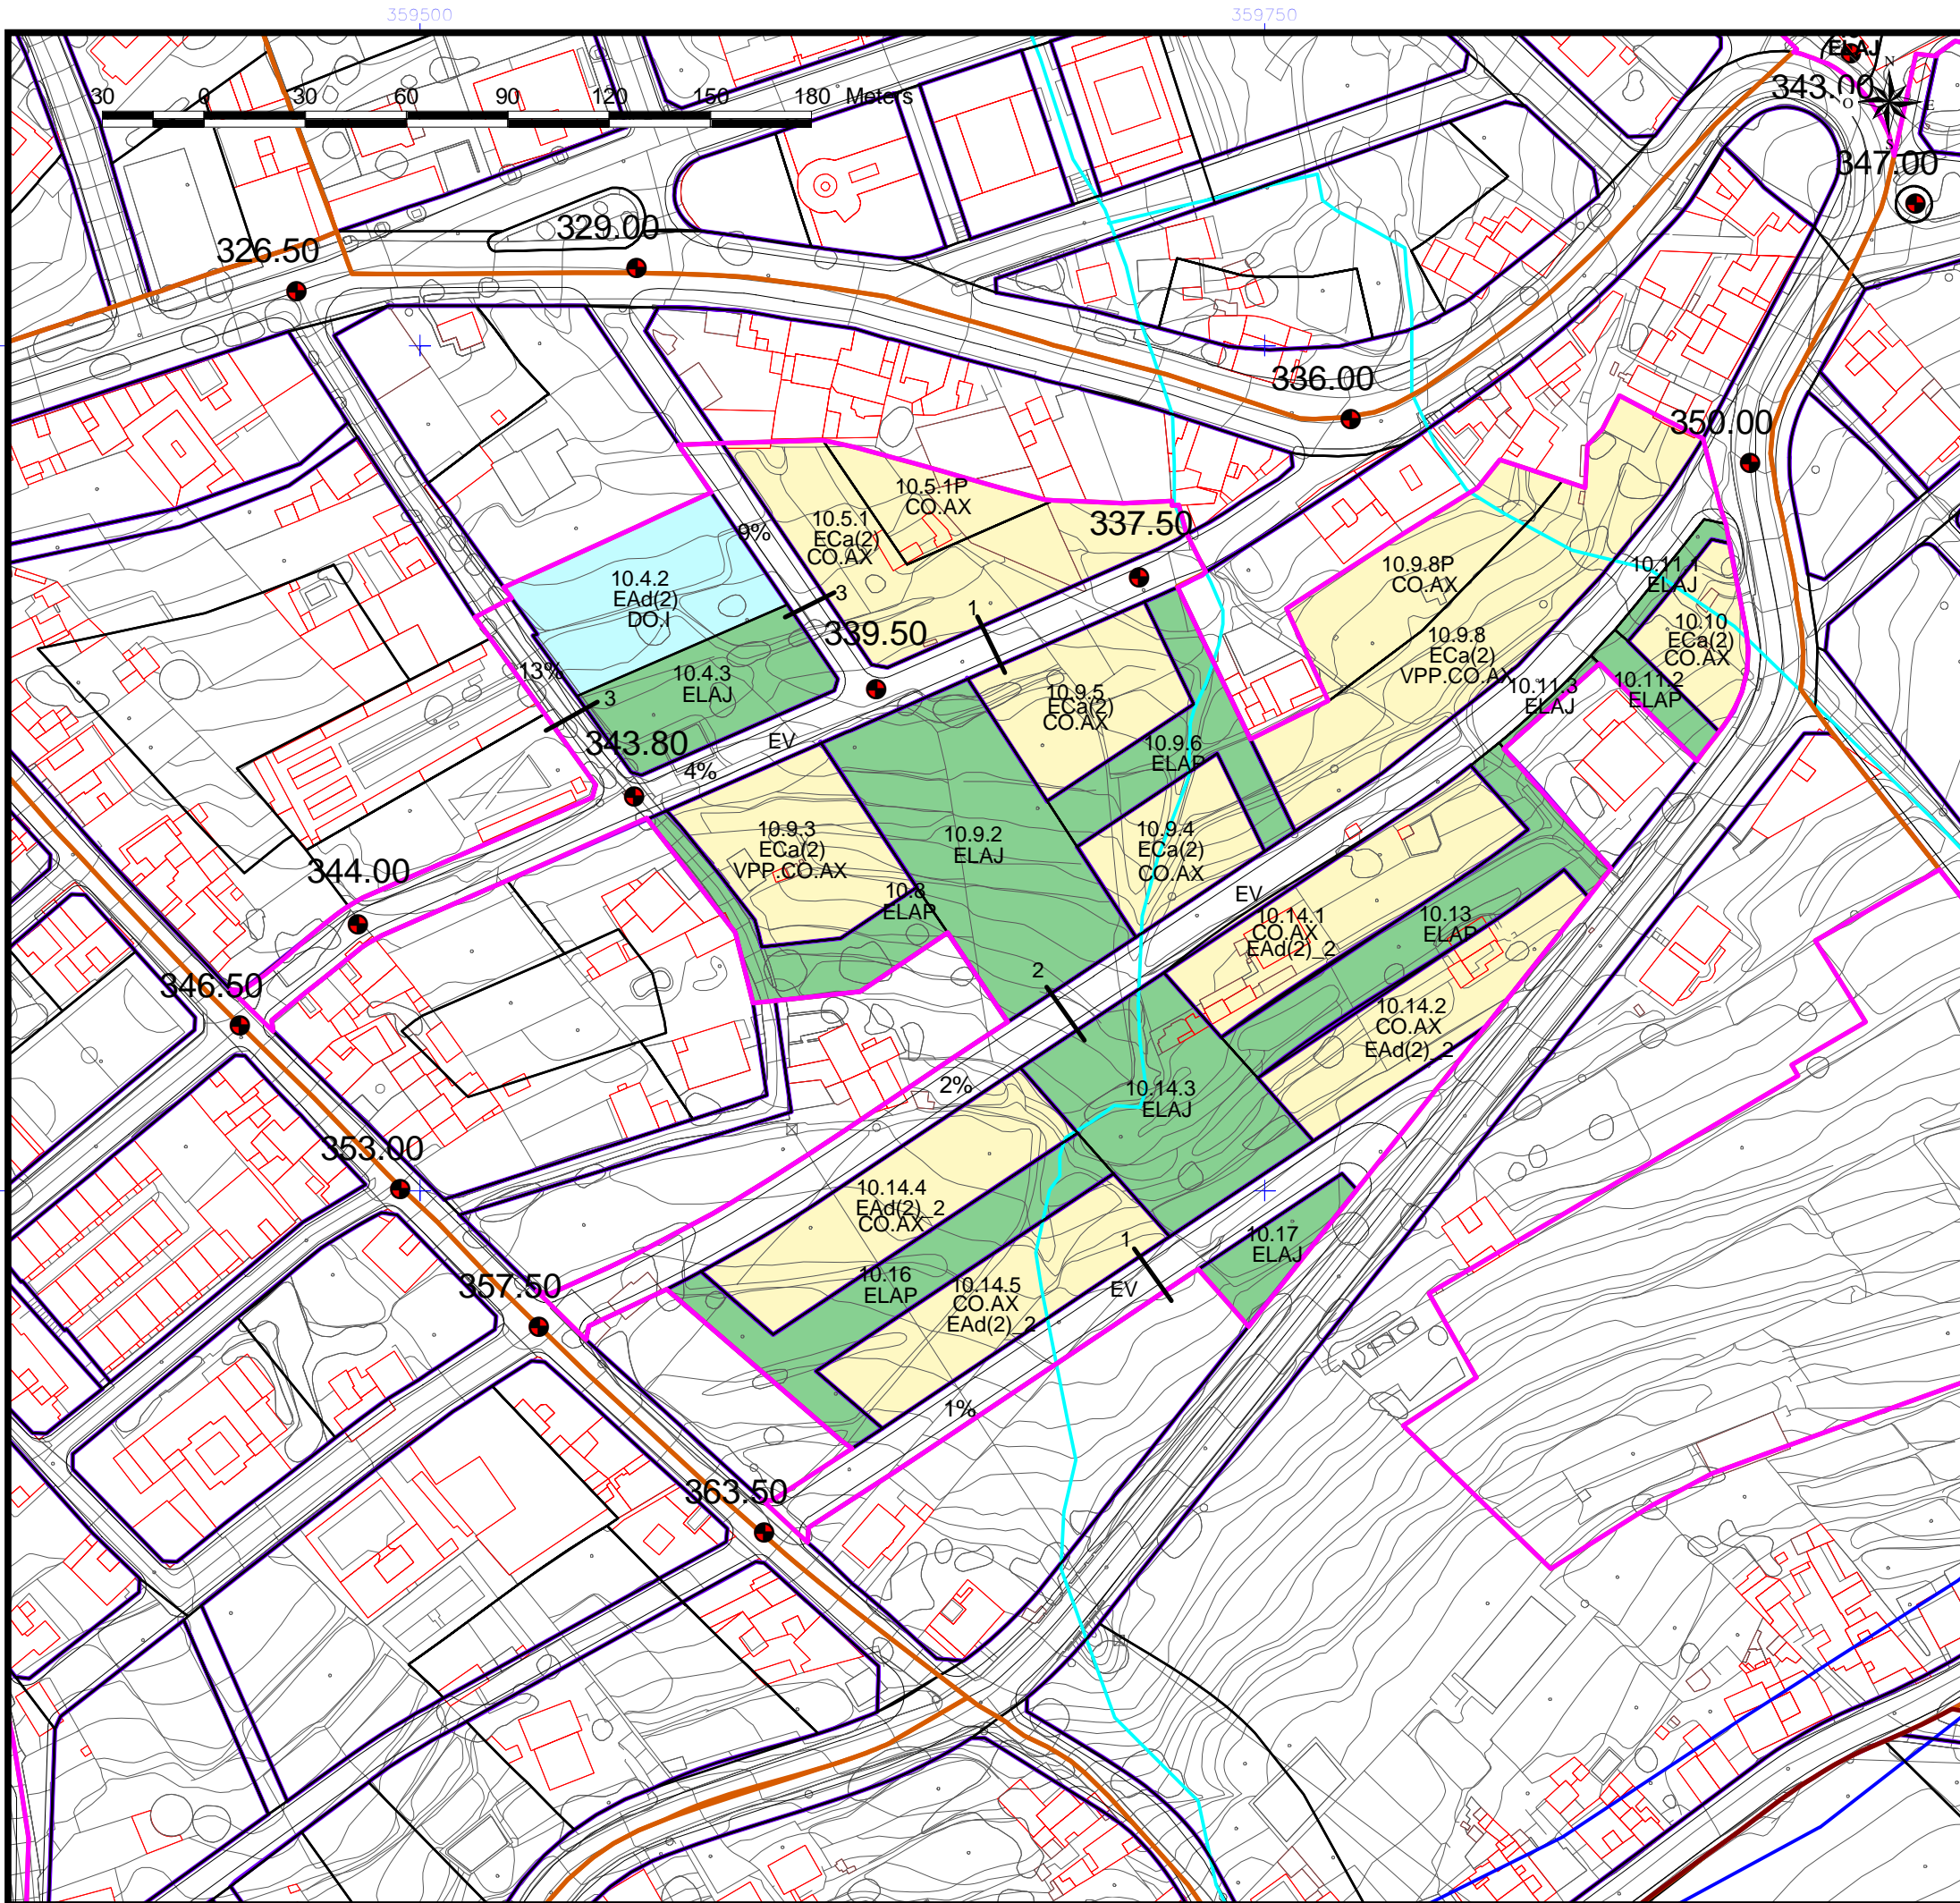 359500
359750
ELAJ
343.00
N
O
E
S
30
0
30
60
90
120
150
180 Meters
347.00
329.00
326.50
336.00
350.00
10.5.1P
CO.AX
10.5.1
ECa(2)
CO.AX
9%
337.50
10.4.2
EAd(2)
DO.I
3
339.50
1
10.9.8P
CO.AX
10.11.1
ELAJ
10.10
ECa(2)
CO.AX
10.9.8
ECa(2)
VPP.CO.AX
13%
10.4.3
ELAJ
3
10.9.5
ECa(2)
CO.AX
10.11.3
ELAJ
10.11.2
ELAP
343.80
EV
4%
10.9.6
ELAP
10.9.3
ECa(2)
VPP.CO.AX
10.9.2
ELAJ
10.9.4
ECa(2)
CO.AX
344.00
10.8
ELAP
EV
10.14.1
CO.AX
EAd(2)_2
10.13
ELAP
346.50
2
10.14.2
CO.AX
EAd(2)_2
2%
10.14.3
ELAJ
353.00
10.14.4
EAd(2)_2
CO.AX
10.17
ELAJ
1
357.50
10.16
ELAP
10.14.5
CO.AX
EAd(2)_2
EV
1%
363.50